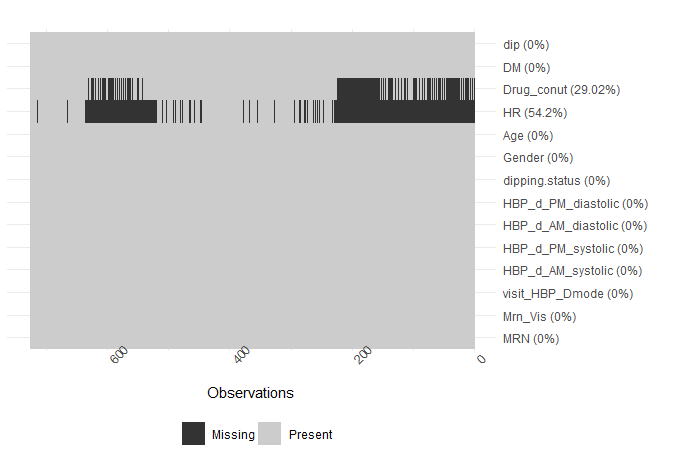 dip (0%)
DM (0%)
Drug_conut (29.02%)
HR (54.2%)
Age (0%)
Gender (0%)
dipping.status (0%)
HBP_d_PM_diastolic (0%)
HBP_d_AM_diastolic (0%)
HBP_d_PM_systolic (0%)
HBP_d_AM_systolic (0%)
visit_HBP_Dmode (0%)
Mrn_Vis (0%)
MRN (0%)
600 400 200 0
Observations
Missing Present